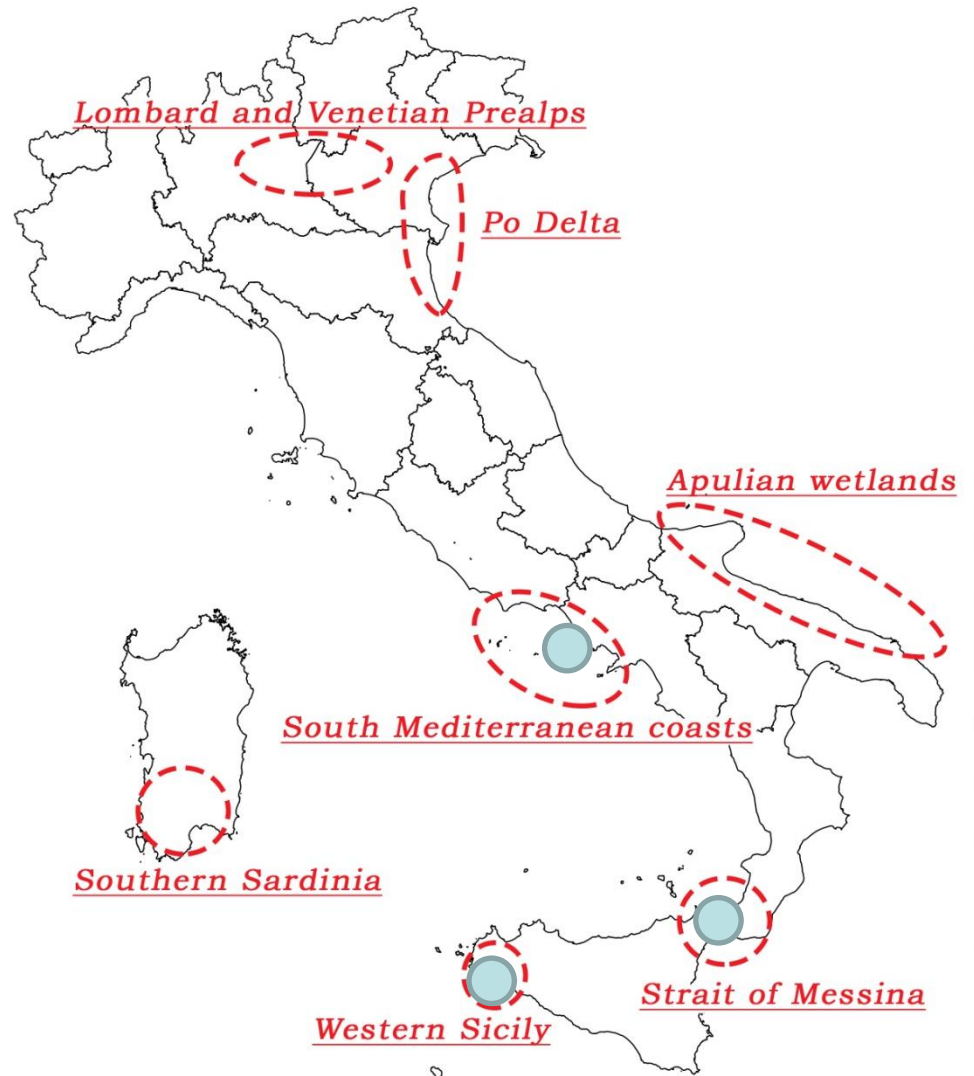 Lombard and Venetian Prealps
Po Delta
Apulian wetlands
South Mediterranean coasts
Southern Sardinia
Strait of Messina
Western Sicily